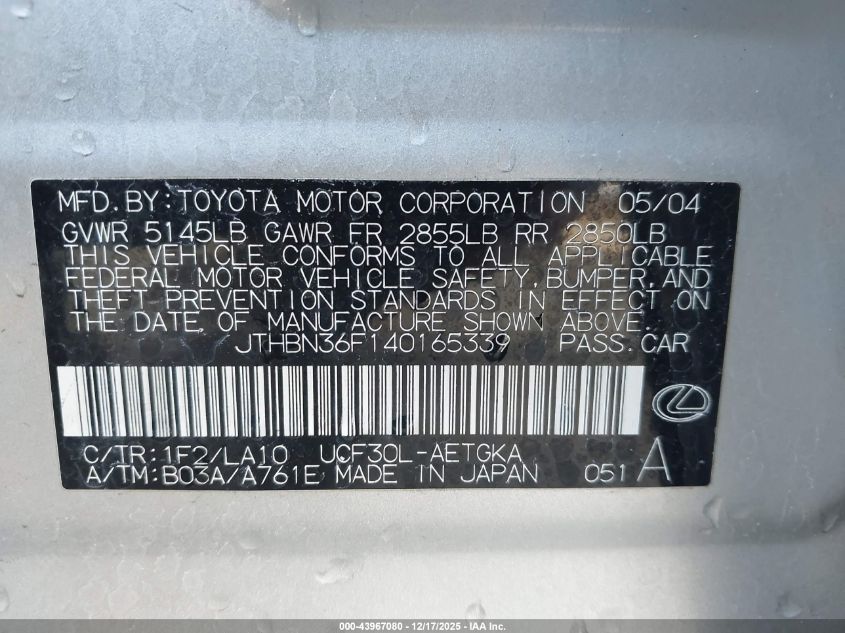 MFD.BY:TOYOTA MOTOR CORPORATION 05/04
GVWR 5145LB GAWR FR 2855LB RR 2850LB
THIS VEHICLE CONFORMS TO ALL APPLICABLE
FEDERAL MOTOR VEHICLE SAFETY,BUMPER,AND
THEFT PREVENTION STANDARDS IN EFFECT ON
THE DATE OF MANUFACTURE SHOWN ABOVE.
JTHBN36F140165339 PASS.CAR
C/TR:1F2/LA10 UCF30L-AETGKA
A/TM:B03A/A761E MADE IN JAPAN 051 A
000-43967080 - 12/17/2025 - IAA Inc.